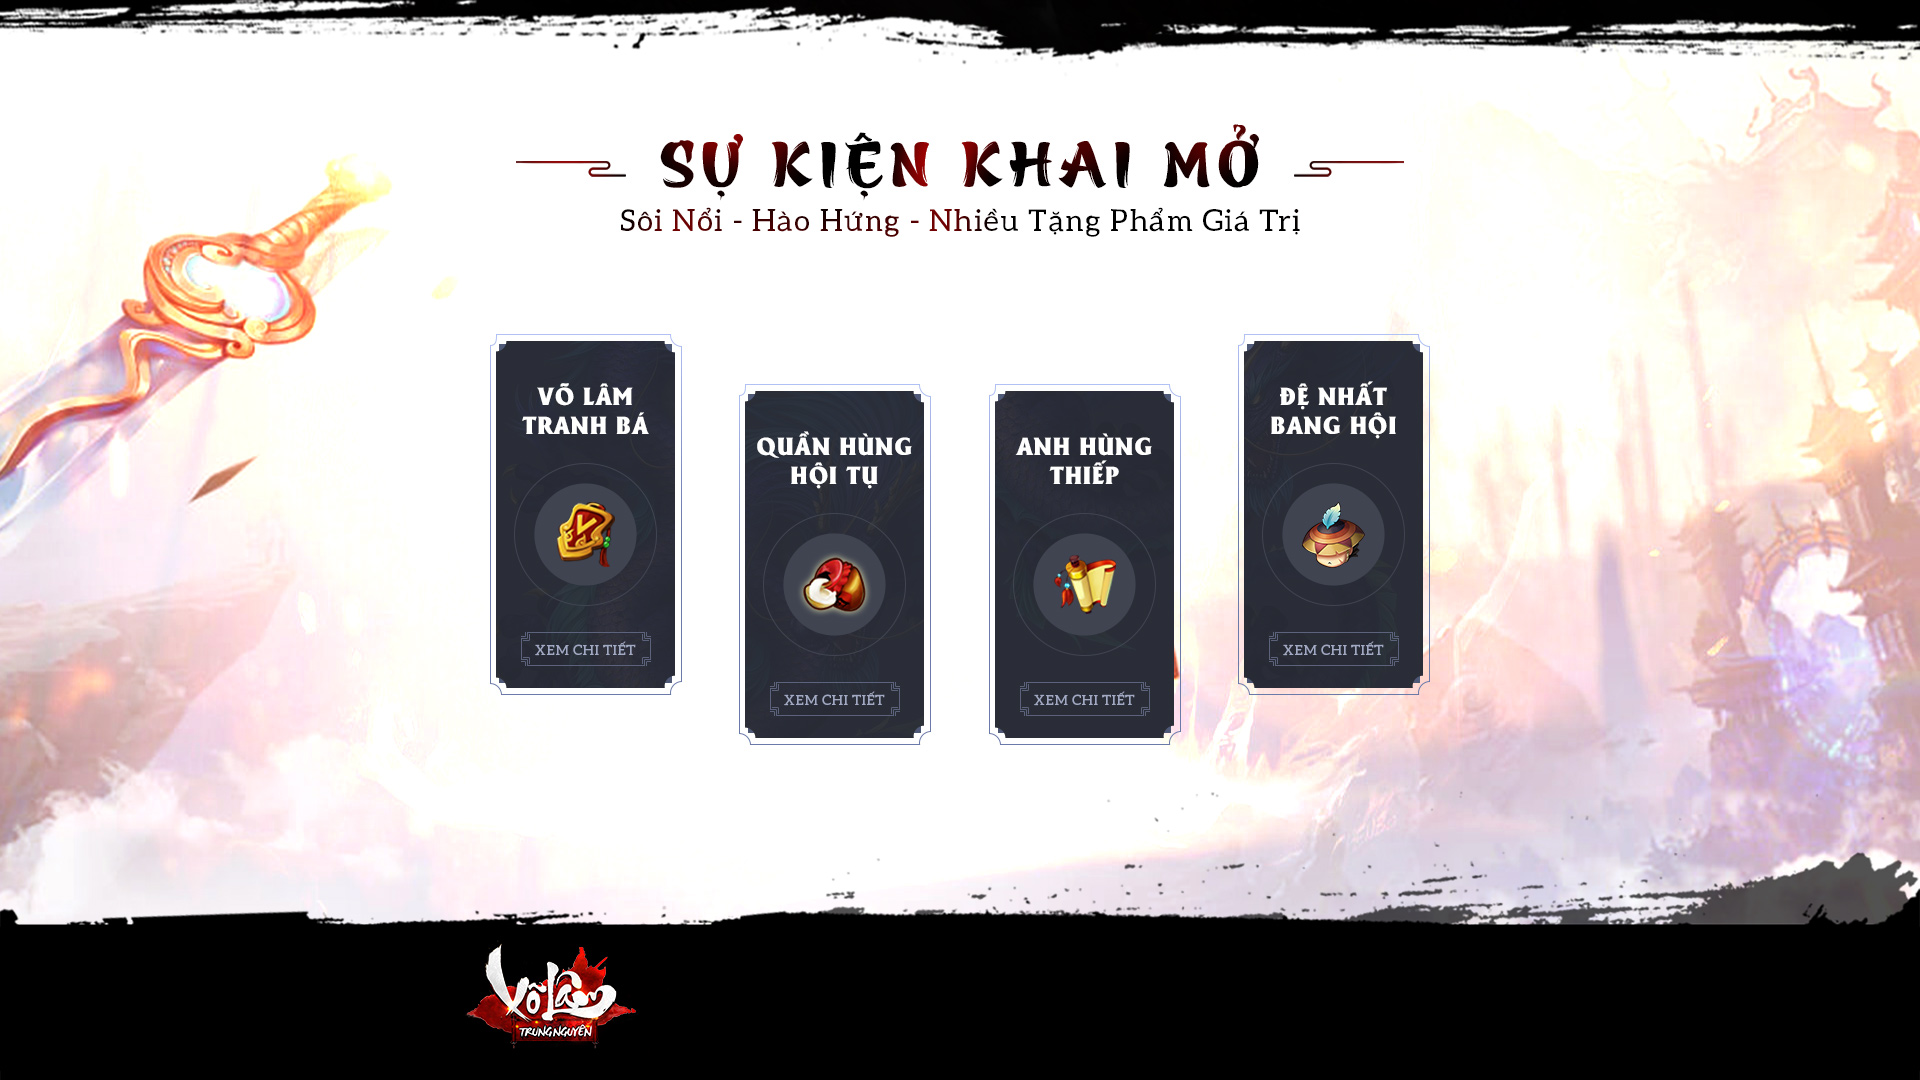 SỰ KIỆN KHAI MỞ
Sôi Nổi - Hào Hứng - Nhiều Tặng Phẩm Giá Trị
VÕ LÂM
TRANH BÁ
XEM CHI TIẾT
QUẦN HÙNG
HỘI TỤ
XEM CHI TIẾT
ANH HÙNG
THIẾP
XEM CHI TIẾT
ĐỆ NHẤT
BANG HỘI
XEM CHI TIẾT
Võ Lâm
TRUNG NGUYÊN